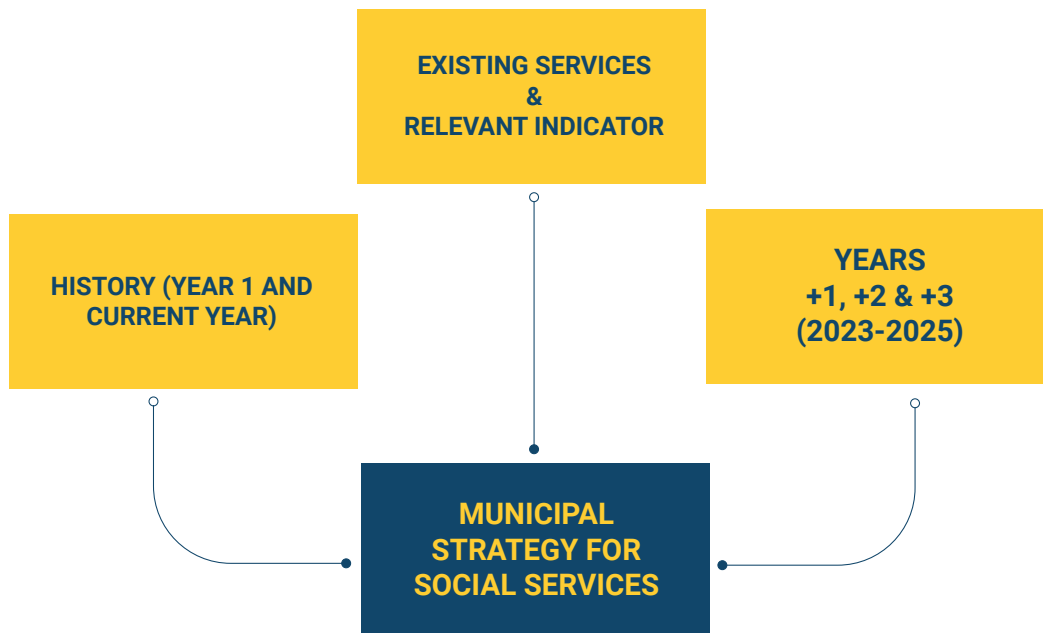 EXISTING SERVICES
&
RELEVANT INDICATOR
HISTORY (YEAR 1 AND
CURRENT YEAR)
YEARS
+1, +2 & +3
(2023-2025)
MUNICIPAL
STRATEGY FOR
SOCIAL SERVICES